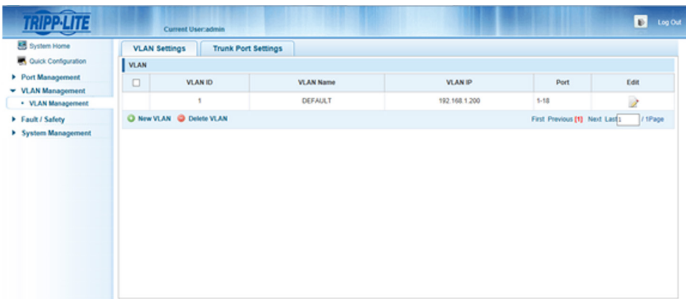 TRIPP-LITE
Current User:admin
Log Out
System Home
Quick Configuration
Port Management
VLAN Management
VLAN Management
Fault / Safety
System Management
VLAN Settings Trunk Port Settings
VLAN
VLAN ID VLAN Name VLAN IP Port Edit
1 DEFAULT 192.168.1.200 1-18
New VLAN Delete VLAN First Previous [1] Next Last 1 / 1Page